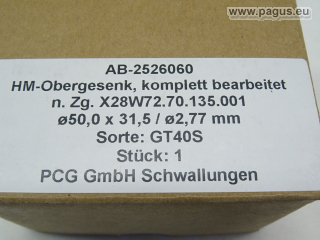 www.pagus.eu
AB-2526060
HM-Obergesenk, komplett bearbeitet
n. Zg. X28W72.70.135.001
ø50,0 x 31,5 / ø2,77 mm
Sorte: GT40S
Stück: 1
PCG GmbH Schwallungen